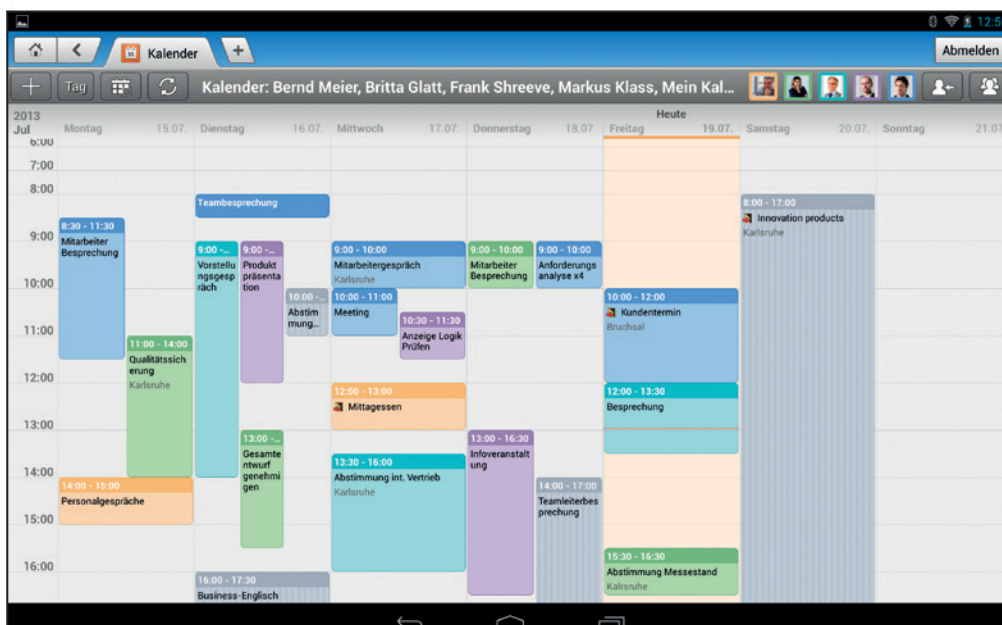 12:5
Kalender
+
Abmelden
Tag
Kalender: Bernd Meier, Britta Glatt, Frank Shreeve, Markus Klass, Mein Kal...
2013
Jul
Heute
Montag 15.07.
Dienstag 16.07.
Mittwoch 17.07.
Donnerstag 18.07.
Freitag 19.07.
Samstag 20.07.
Sonntag 21.07
6:00
7:00
8:00
9:00
10:00
11:00
12:00
13:00
14:00
15:00
16:00
8:30 - 11:30
Mitarbeiter
Besprechung
11:00 - 14:00
Qualitätssich
erung
Karlsruhe
14:00 - 15:00
Personalgespräche
Teambesprechung
9:00 -...
Vorstellu
ngsgesp
räch
9:00 -...
Produkt
präsenta
tion
10:00 -...
Abstim
mung...
13:00 -...
Gesamte
ntwurf
genehmi
gen
16:00 - 17:30
Business-Englisch
9:00 - 10:00
Mitarbeitergespräch
Karlsruhe
10:00 - 11:00
Meeting
10:30 - 11:30
Anzeige Logik
Prüfen
12:00 - 13:00
Mittagessen
13:30 - 16:00
Abstimmung int. Vertrieb
Karlsruhe
9:00 - 10:00
Mitarbeiter
Besprechung
9:00 - 10:00
Anforderungs
analyse x4
13:00 - 16:30
Infoveranstalt
ung
14:00 - 17:00
Teamleiterbes
prechung
10:00 - 12:00
Kundentermin
Bruchsal
12:00 - 13:30
Besprechung
15:30 - 16:30
Abstimmung Messestand
Kalrsruhe
8:00 - 17:00
Innovation products
Karlsruhe